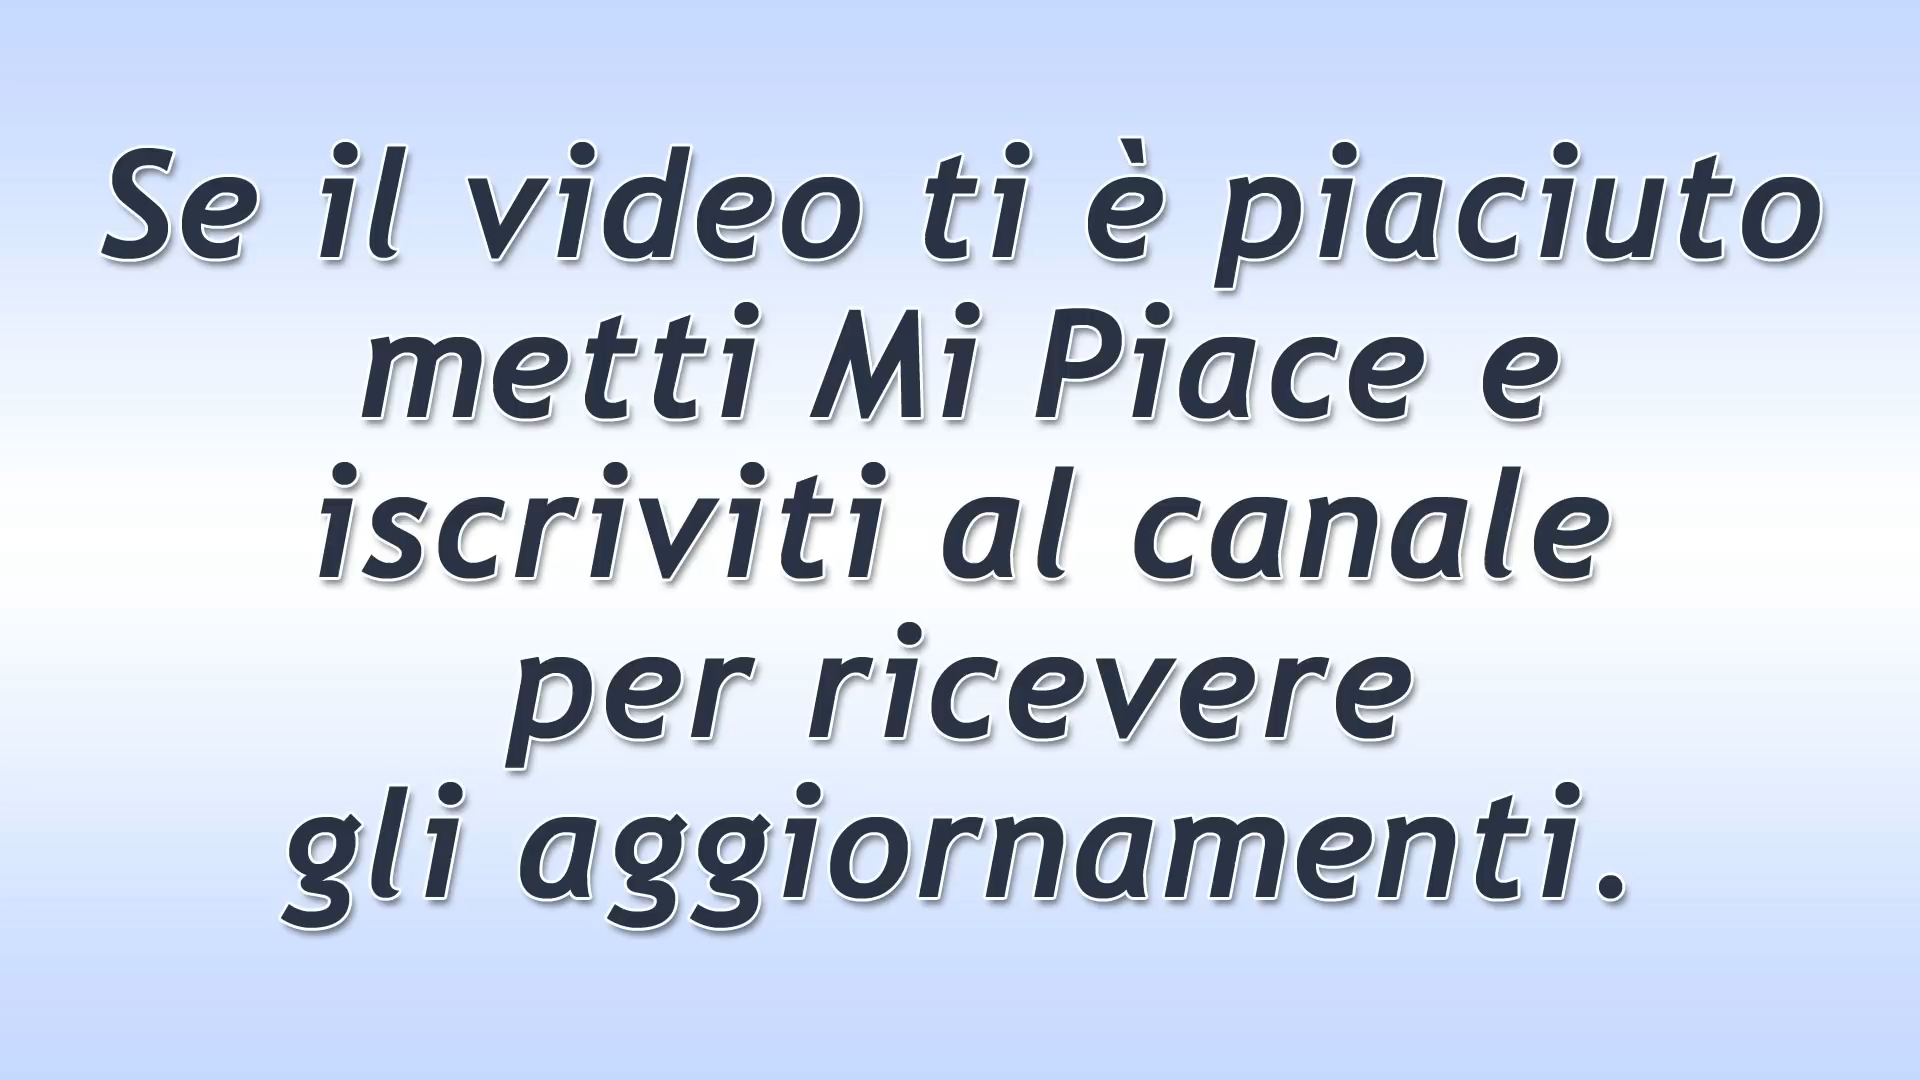 Se il video ti è piaciuto
metti Mi Piace e
iscriviti al canale
per ricevere
gli aggiornamenti.